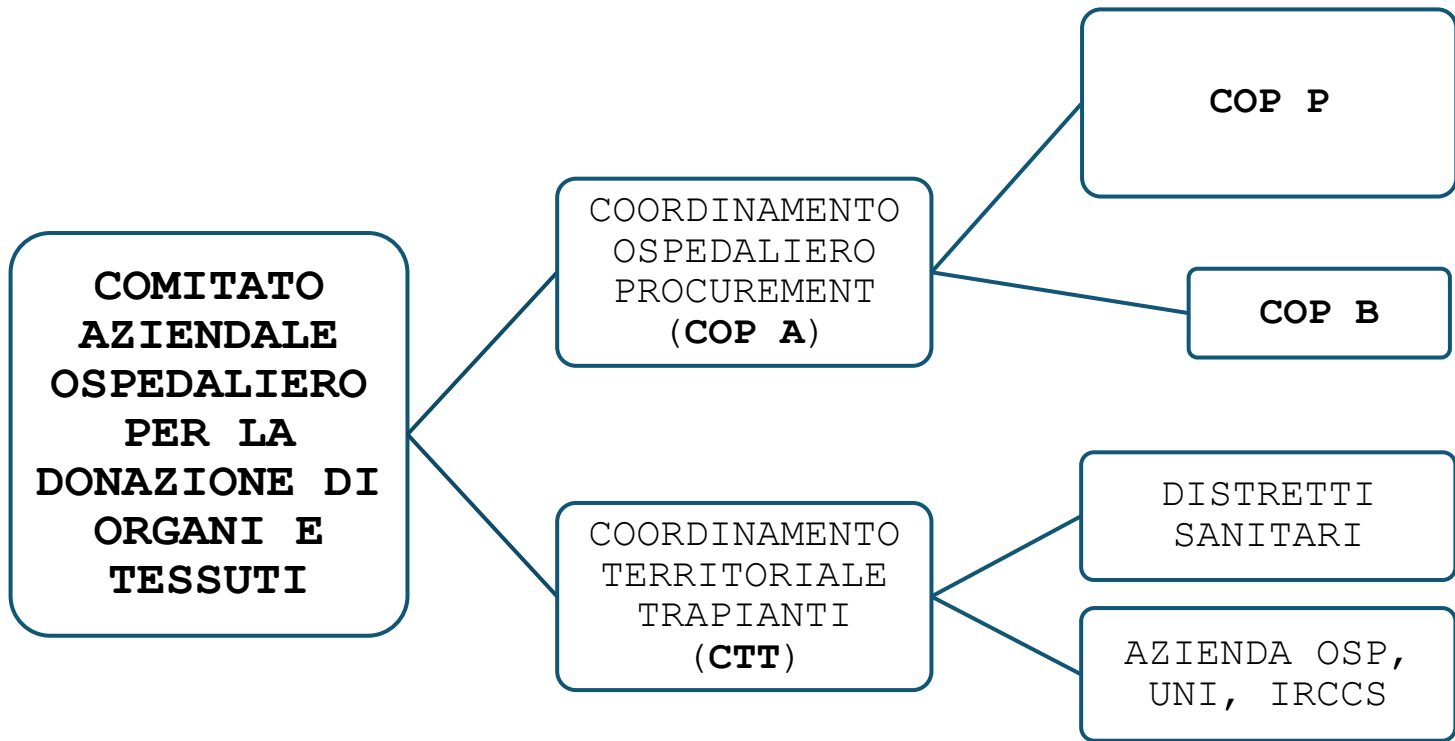 COMITATO
AZIENDALE
OSPEDALIERO
PER LA
DONAZIONE DI
ORGANI E
TESSUTI
COORDINAMENTO
OSPEDALIERO
PROCUREMENT
(COP A)
COP P
COP B
COORDINAMENTO
TERRITORIALE
TRAPIANTI
(CTT)
DISTRETTI
SANITARI
AZIENDA OSP,
UNI, IRCCS